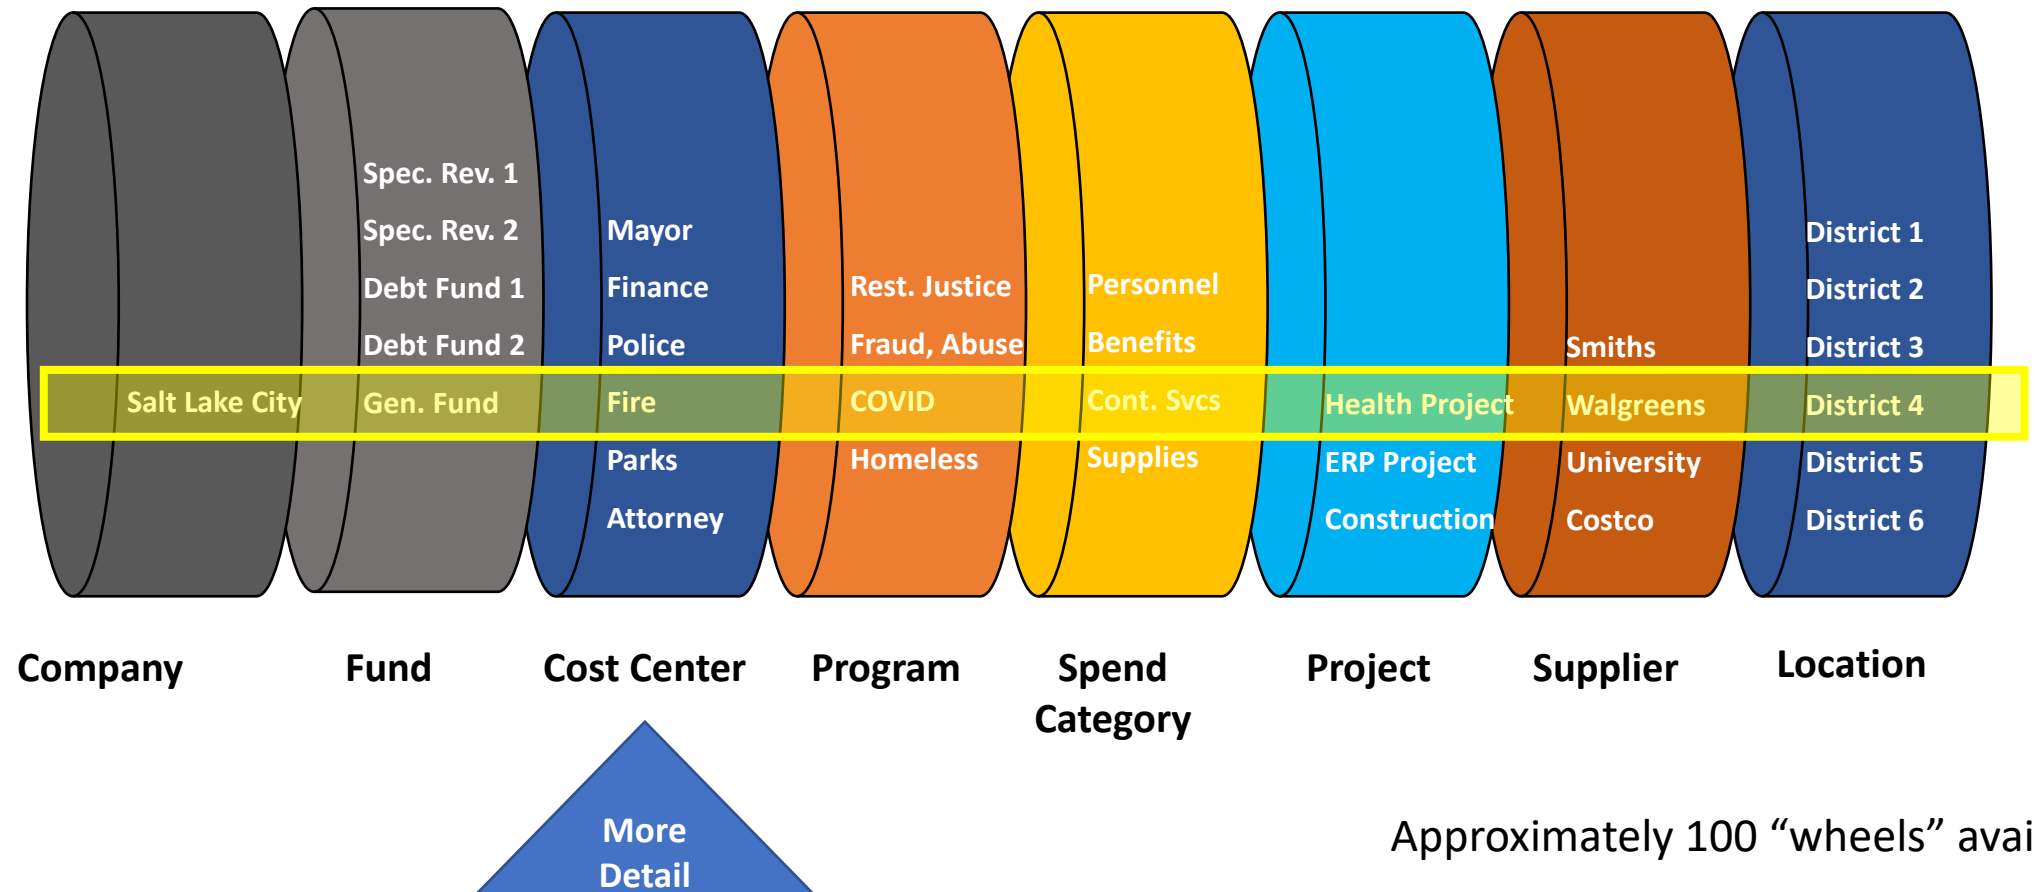 Salt Lake City
Spec. Rev. 1
Spec. Rev. 2
Debt Fund 1
Debt Fund 2
Gen. Fund
Mayor
Finance
Police
Fire
Parks
Attorney
Rest. Justice
Fraud, Abuse
COVID
Homeless
Personnel
Benefits
Cont. Svcs
Supplies
Health Project
ERP Project
Construction
Smiths
Walgreens
University
Costco
District 1
District 2
District 3
District 4
District 5
District 6
Company
Fund
Cost Center
Program
Spend
Category
Project
Supplier
Location
More
Detail
Approximately 100 “wheels” avai